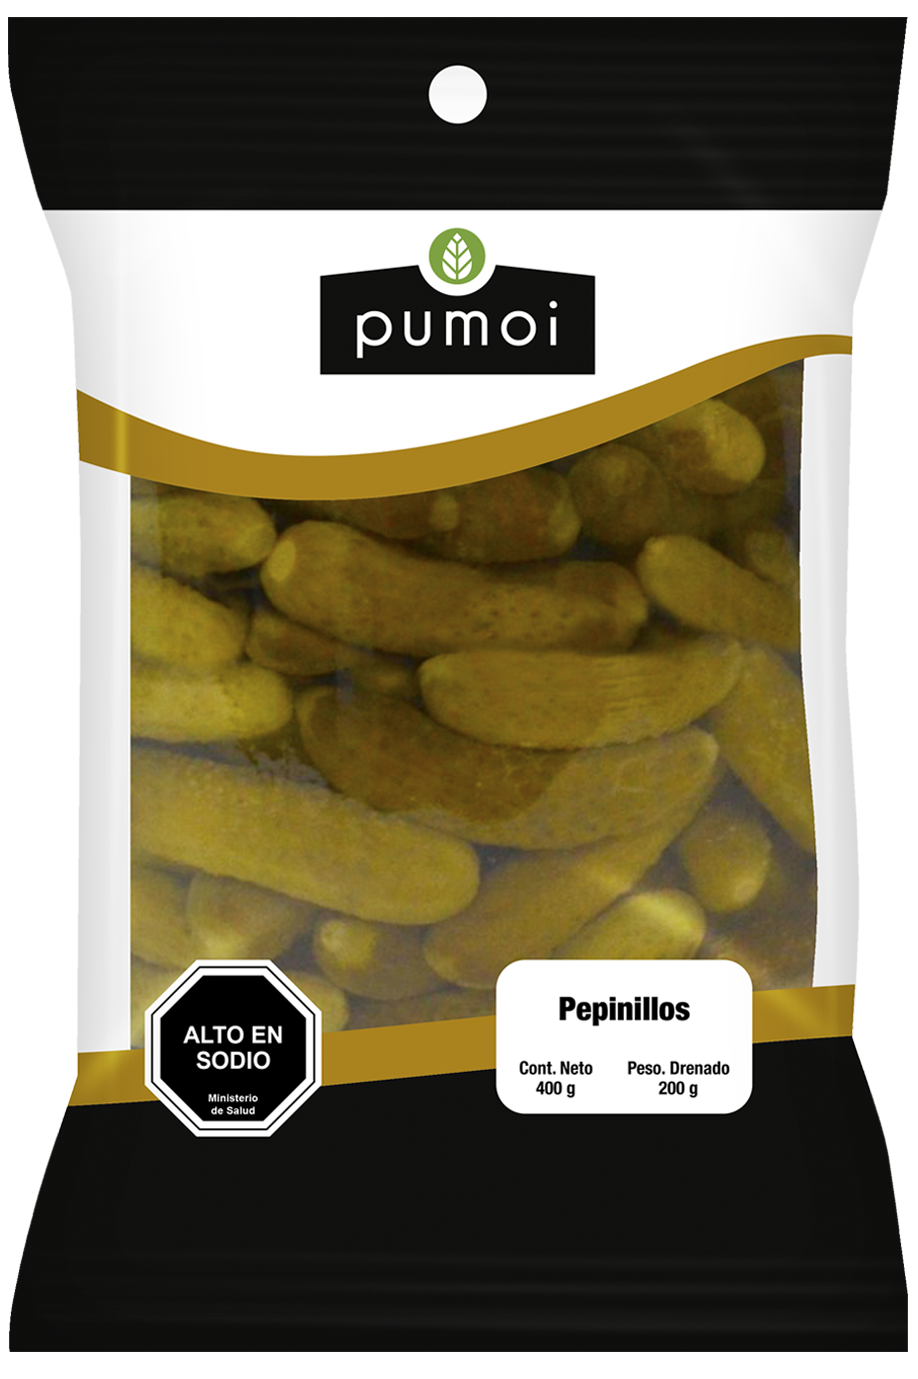 pumoi
ALTO EN
SODIO
Ministerio
de Salud
Pepinillos
Cont. Neto
400 g
Peso. Drenado
200 g